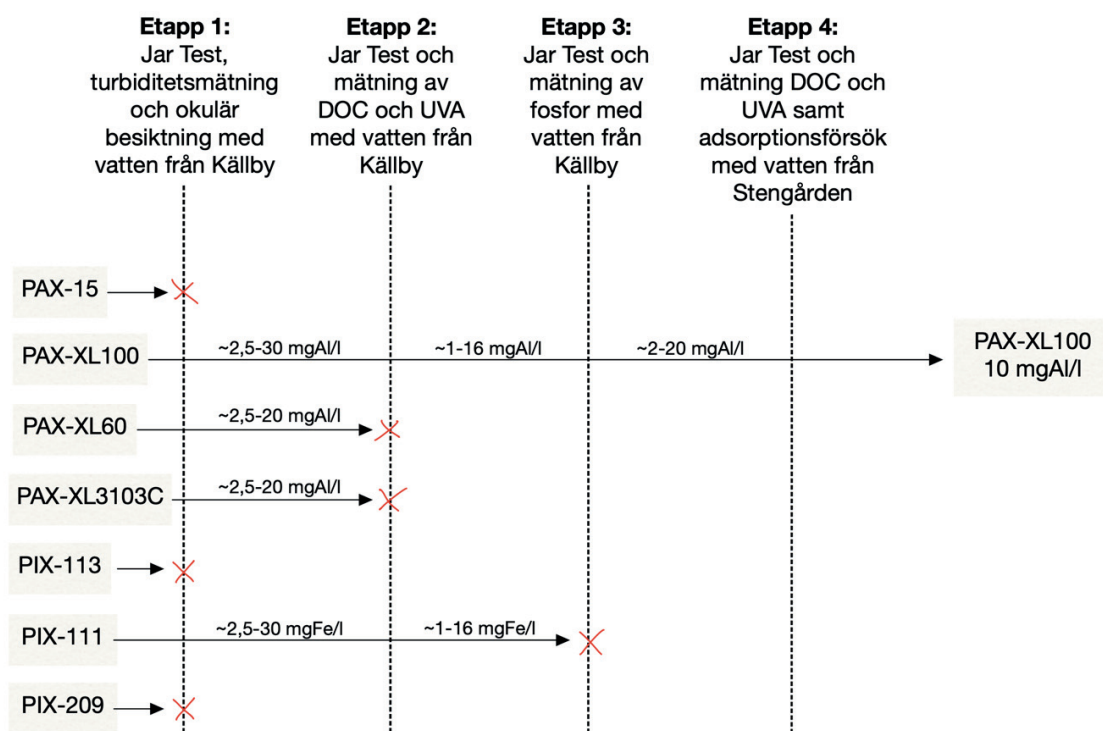 Etapp 1:
Jar Test,
turbiditetsmätning
och okulär
besiktning med
vatten från Källby
Etapp 2:
Jar Test och
mätning av
DOC och UVA
med vatten från
Källby
Etapp 3:
Jar Test och
mätning av
fosfor med
vatten från
Källby
Etapp 4:
Jar Test och
mätning DOC och
UVA samt
adsorptionsförsök
med vatten från
Stengården
PAX-15
PAX-XL100
~2,5-30 mgAl/l
~1-16 mgAl/l
~2-20 mgAl/l
PAX-XL100
10 mgAl/l
PAX-XL60
~2,5-20 mgAl/l
PAX-XL3103C
~2,5-20 mgAl/l
PIX-113
PIX-111
~2,5-30 mgFe/l
~1-16 mgFe/l
PIX-209